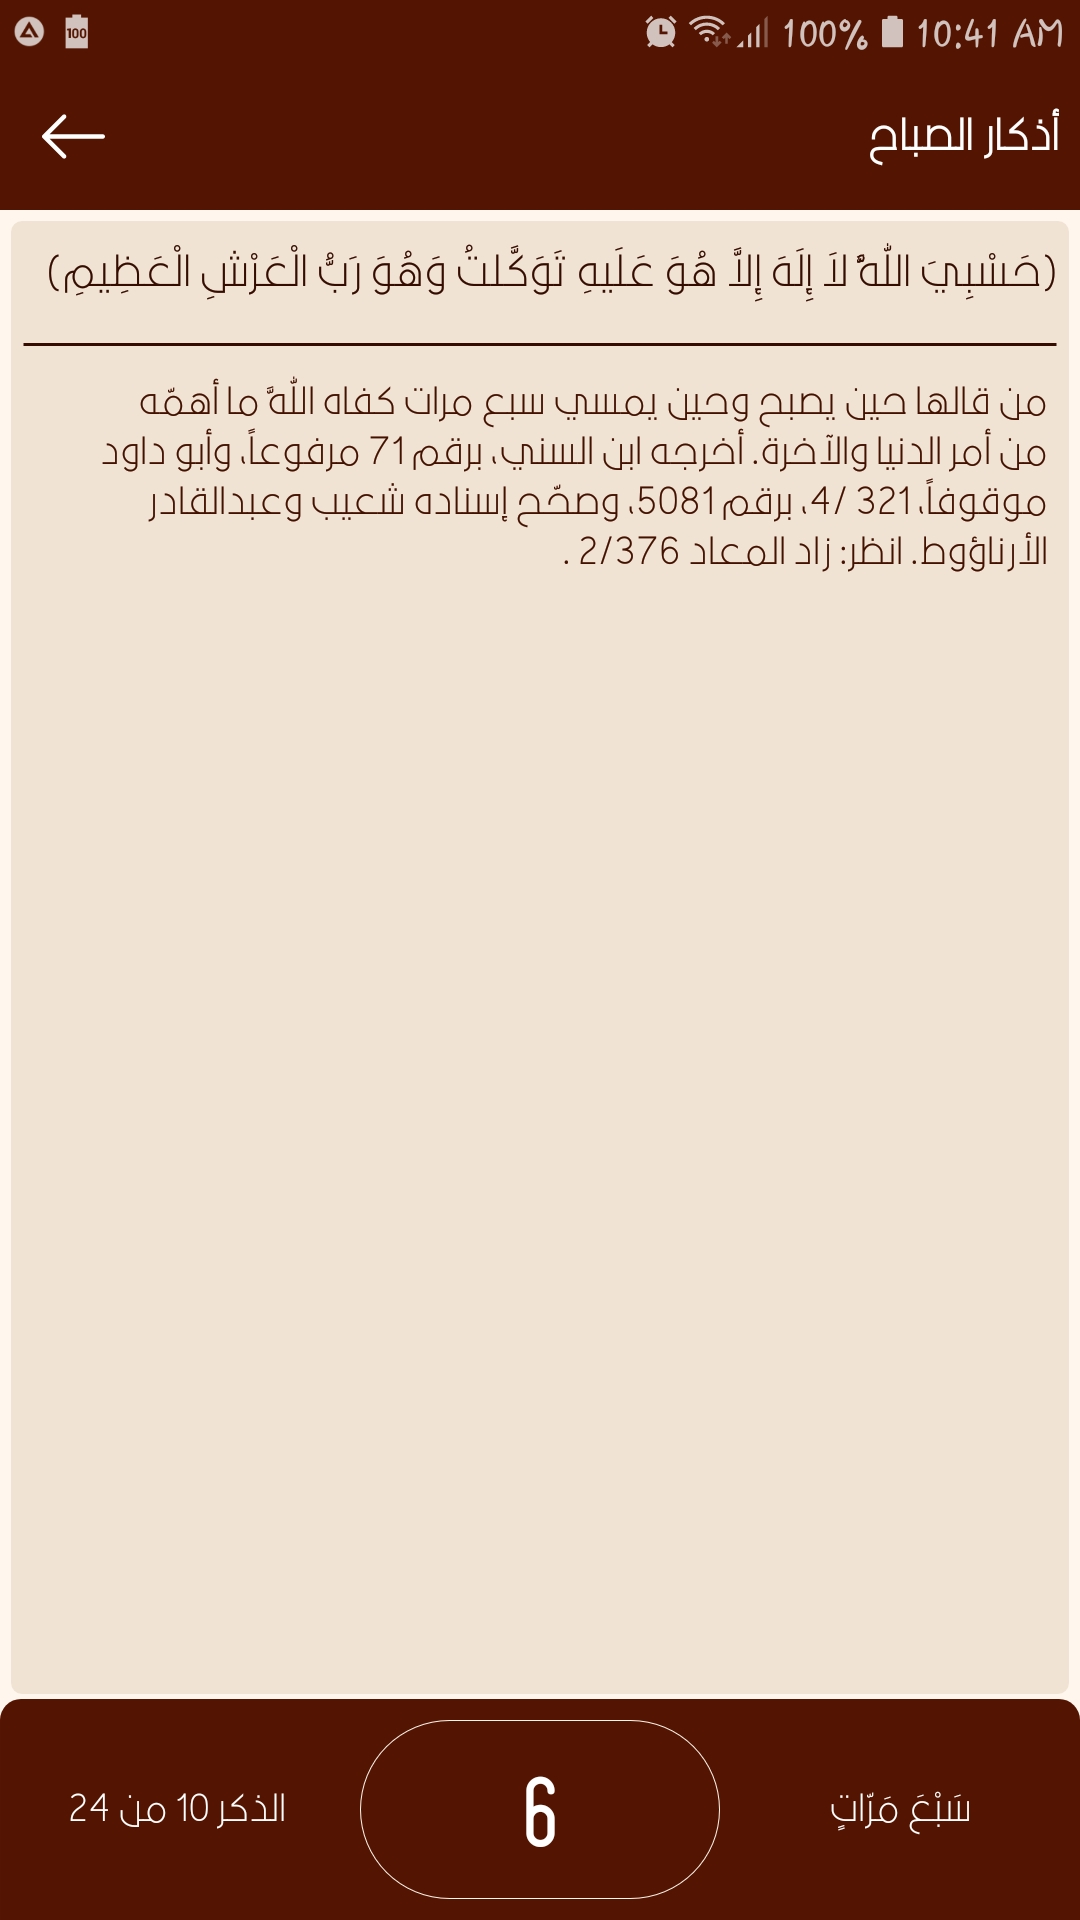 100
100% 10:41 AM
أذكار الصباح
(حَسْبِيَ اللَّهُ لاَ إِلَهَ إِلاَّ هُوَ عَلَيهِ تَوَكَّلتُ وَهُوَ رَبُّ الْعَرْشِ الْعَظِيمِ)
من قالها حين يصبح وحين يمسي سبع مرات كفاه اللَّه ما أهمّه
من أمر الدنيا والآخرة. أخرجه ابن السني، برقم 71 مرفوعاً، وأبو داود
موقوفاً، 321 /4، برقم 5081، وصحّح إسناده شعيب وعبدالقادر
الأرناؤوط. انظر: زاد المعاد 2/376 .
سَبْعَ مَرّاتٍ
6
الذكر 10 من 24